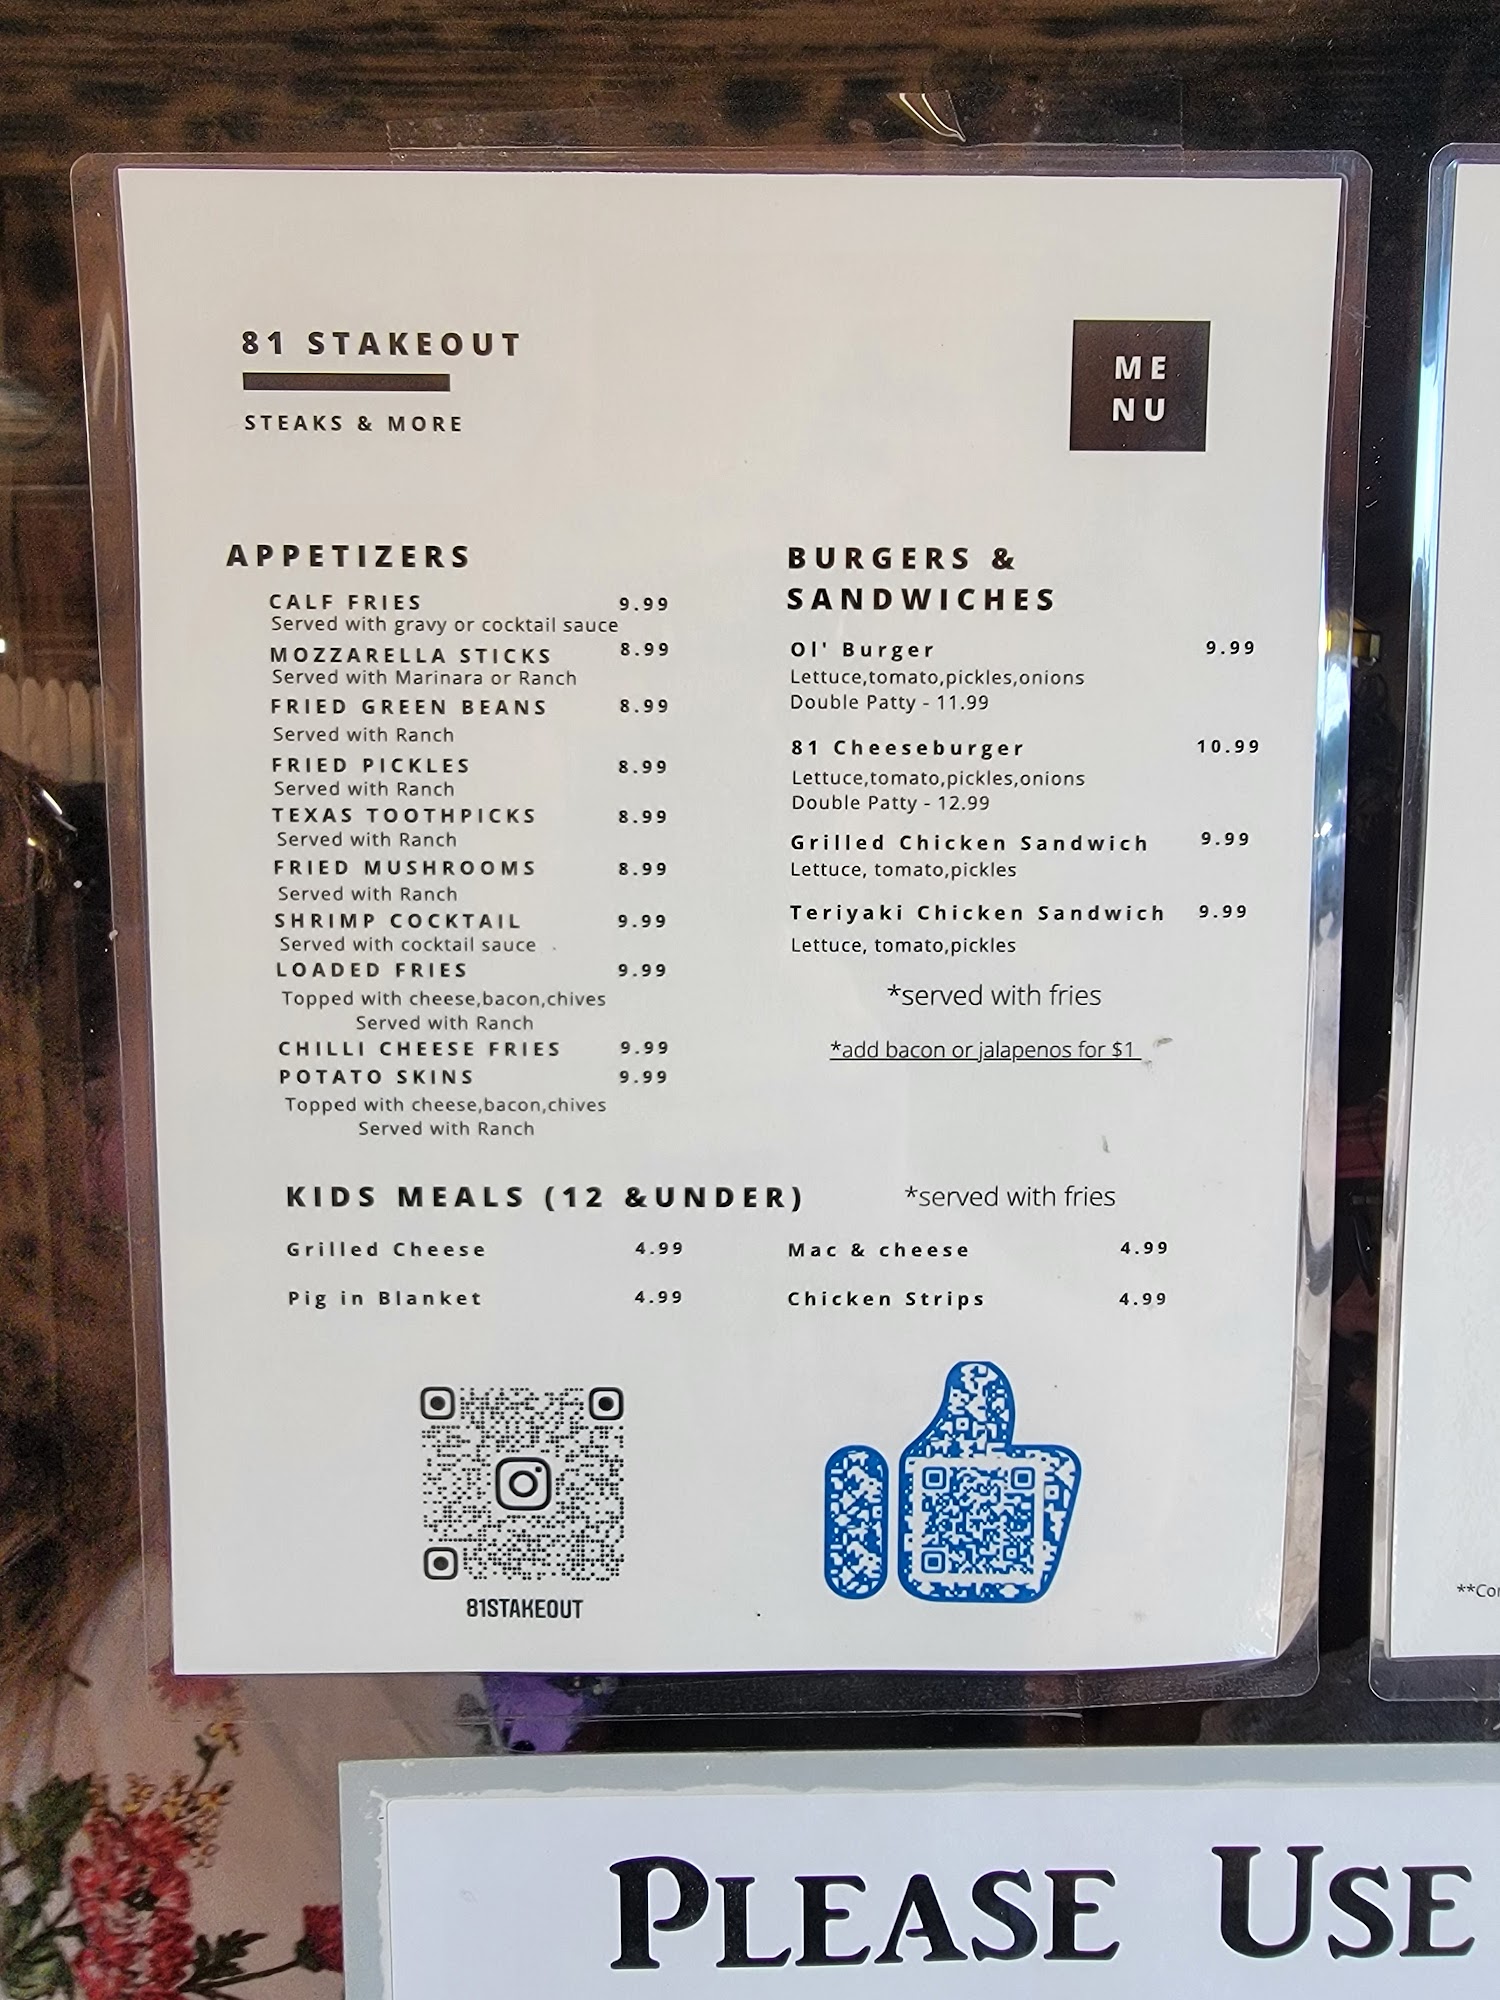 81 STAKEOUT
STEAKS & MORE
ME
NU
APPETIZERS
CALF FRIES 9.99
Served with gravy or cocktail sauce
MOZZARELLA STICKS 8.99
Served with Marinara or Ranch
FRIED GREEN BEANS 8.99
Served with Ranch
FRIED PICKLES 8.99
Served with Ranch
TEXAS TOOTHPICKS 8.99
Served with Ranch
FRIED MUSHROOMS 8.99
Served with Ranch
SHRIMP COCKTAIL 9.99
Served with cocktail sauce
LOADED FRIES 9.99
Topped with cheese,bacon,chives
Served with Ranch
CHILLI CHEESE FRIES 9.99
POTATO SKINS 9.99
Topped with cheese,bacon,chives
Served with Ranch
BURGERS &
SANDWICHES
Ol' Burger 9.99
Lettuce,tomato,pickles,onions
Double Patty - 11.99
81 Cheeseburger 10.99
Lettuce,tomato,pickles,onions
Double Patty - 12.99
Grilled Chicken Sandwich 9.99
Lettuce, tomato,pickles
Teriyaki Chicken Sandwich 9.99
Lettuce, tomato,pickles
*served with fries
*add bacon or jalapenos for $1
KIDS MEALS (12 &UNDER) *served with fries
Grilled Cheese 4.99 Mac & cheese 4.99
Pig in Blanket 4.99 Chicken Strips 4.99
81STAKEOUT
PLEASE USE